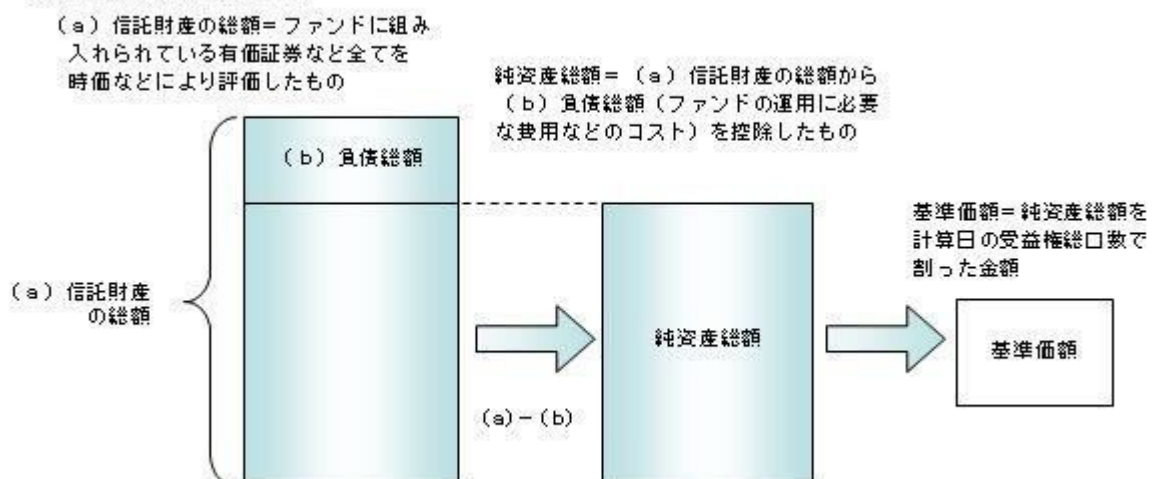 (a)信託財産の総額=ファンドに組み
入れられている有価証券など全てを
時価などにより評価したもの
純資産総額=(a)信託財産の総額から
(b)負債総額(ファンドの運用に必要
な費用などのコスト)を控除したもの
(b)負債総額
基準価額=純資産総額を
計算日の受益権総口数で
割った金額
(a)信託財産
の総額
純資産総額
基準価額
(a)-(b)